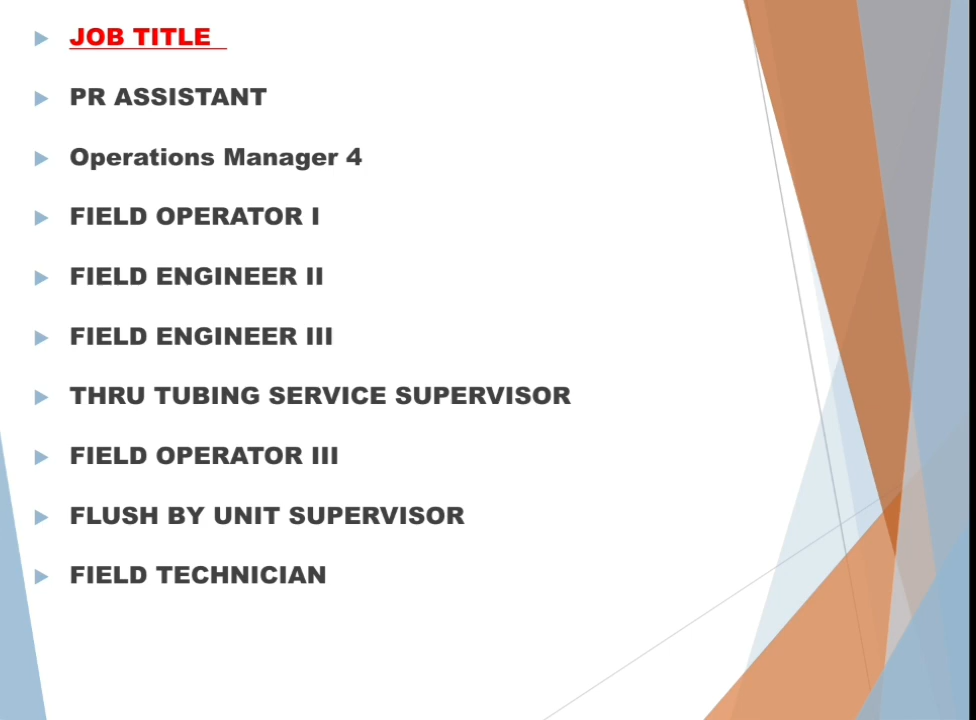 JOB TITLE
PR ASSISTANT
Operations Manager 4
FIELD OPERATOR I
FIELD ENGINEER II
FIELD ENGINEER III
THRU TUBING SERVICE SUPERVISOR
FIELD OPERATOR III
FLUSH BY UNIT SUPERVISOR
FIELD TECHNICIAN